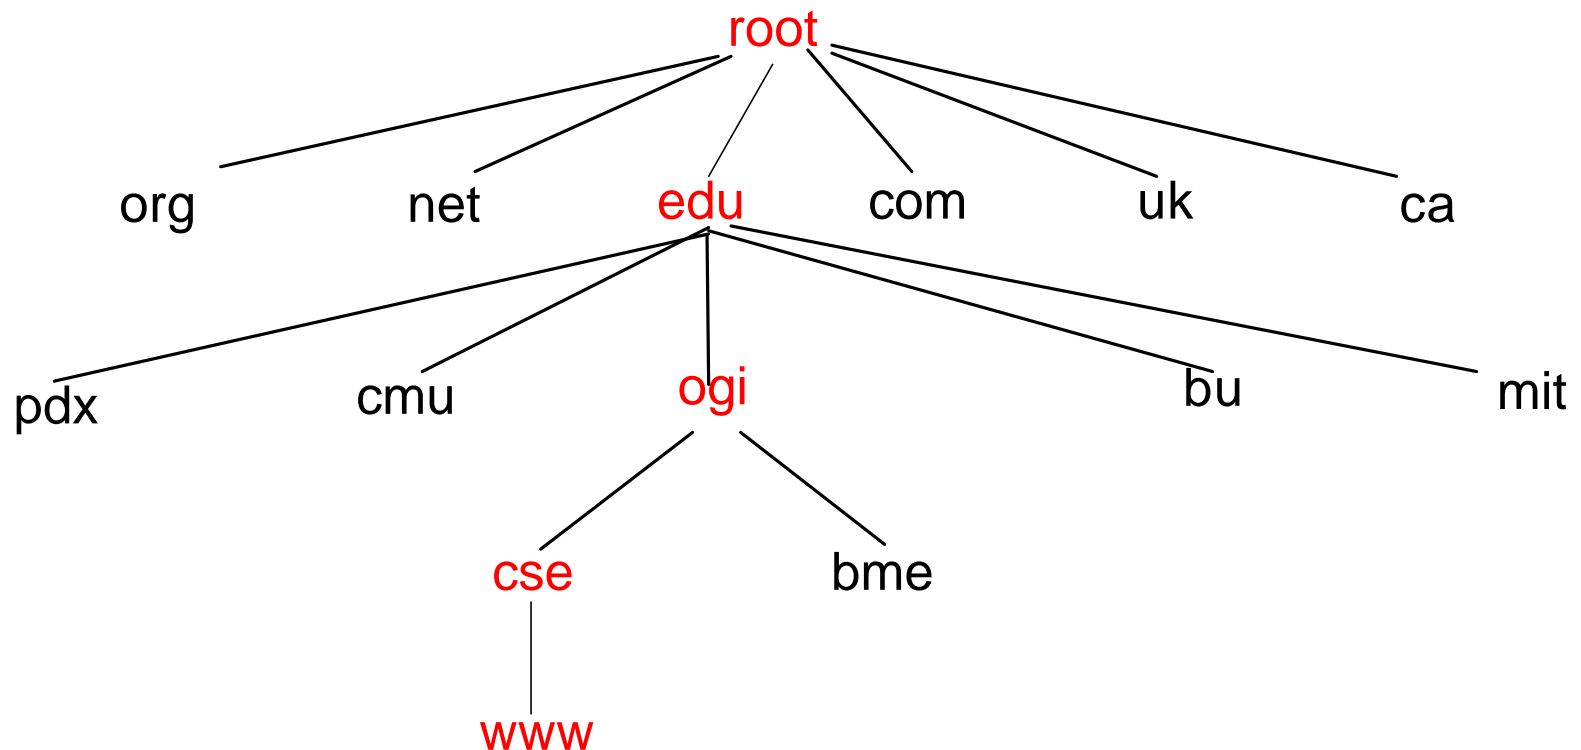 root
org net edu com uk ca
pdx cmu ogi bu mit
cse bme
www